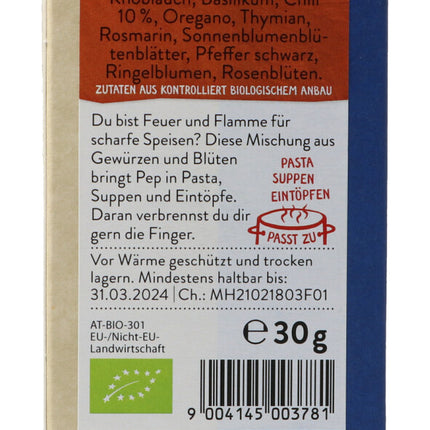 Knoblauch, Basilikum, Chili
10 %, Oregano, Thymian,
Rosmarin, Sonnenblumenblü-
tenblätter, Pfeffer schwarz,
Ringelblumen, Rosenblüten.
ZUTATEN AUS KONTROLLIERT BIOLOGISCHEM ANBAU
Du bist Feuer und Flamme für
scharfe Speisen? Diese Mischung aus
Gewürzen und Blüten
bringt Pep in Pasta,
Suppen und Eintöpfe.
Daran verbrennst du dir
gern die Finger.
PASTA
SUPPEN
EINTÖPFEN
PASST ZU
Vor Wärme geschützt und trocken
lagern. Mindestens haltbar bis:
31.03.2024 | Ch.: MH21021803F01
AT-BIO-301
EU-/Nicht-EU-
Landwirtschaft
℮ 30 g
9 004145 003781